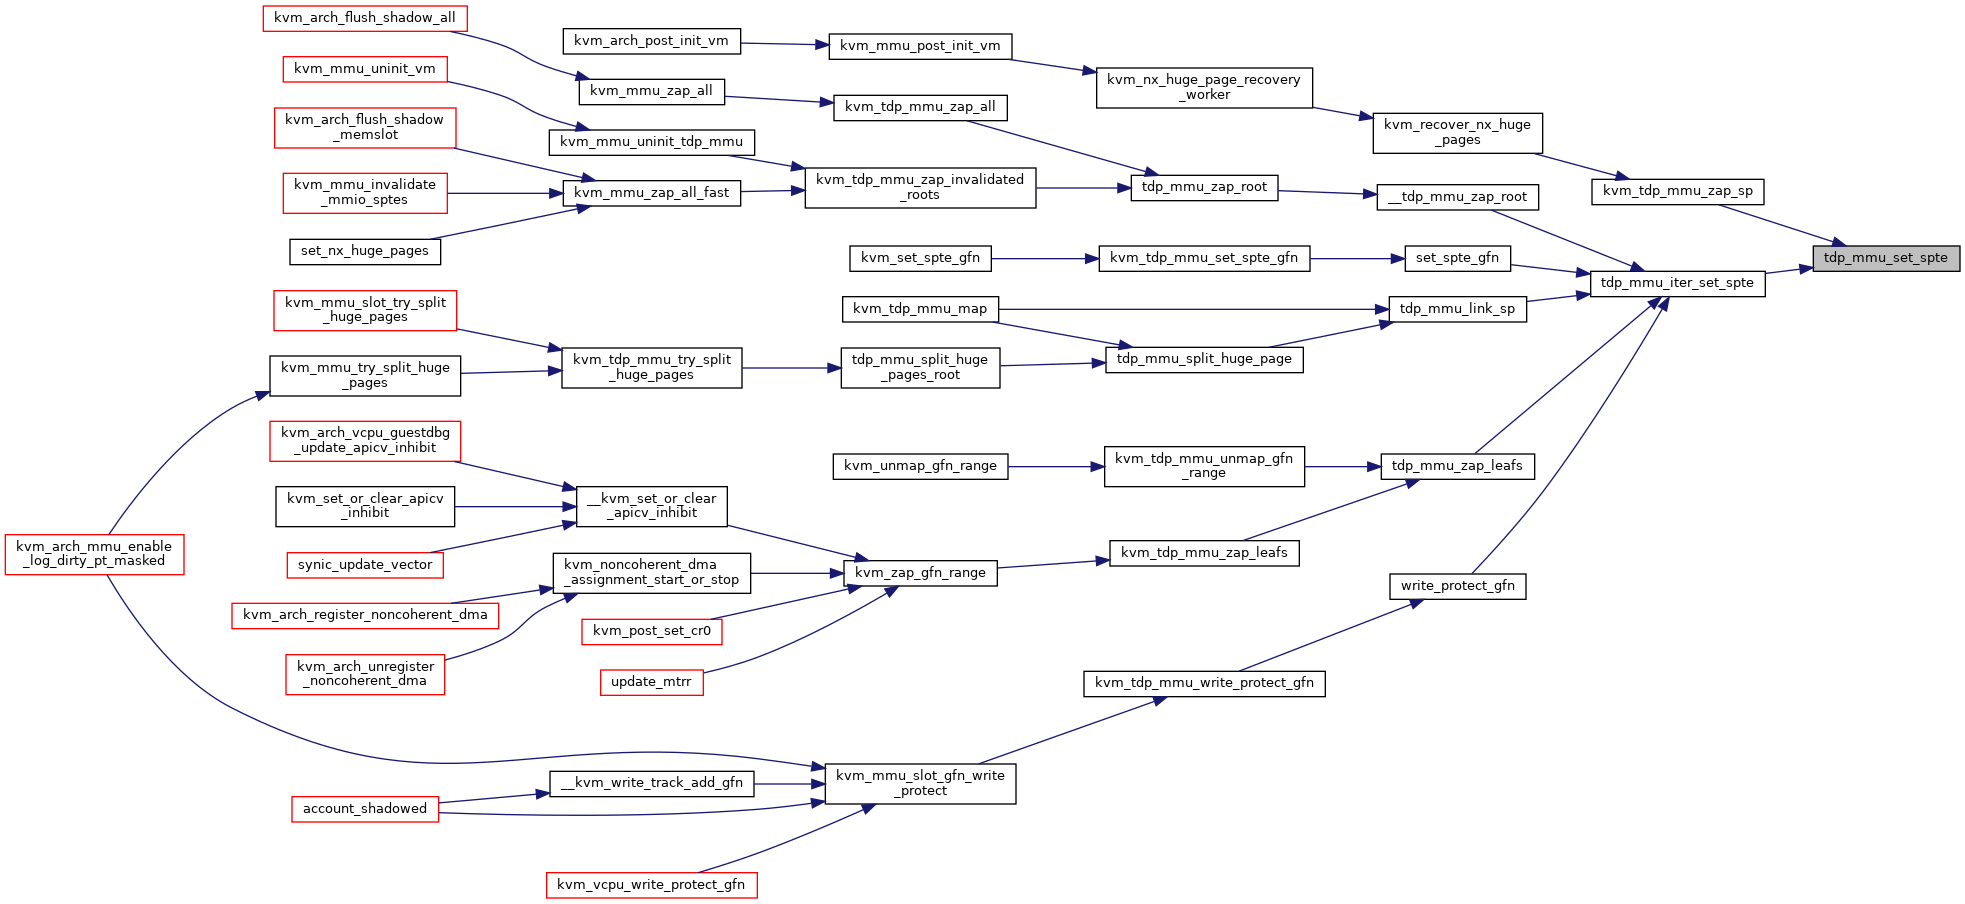 kvm_arch_flush_shadow_all
kvm_mmu_uninit_vm
kvm_arch_flush_shadow
_memslot
kvm_mmu_invalidate
_mmio_sptes
set_nx_huge_pages
kvm_mmu_slot_try_split
_huge_pages
kvm_mmu_try_split_huge
_pages
kvm_arch_vcpu_guestdbg
_update_apicv_inhibit
kvm_set_or_clear_apicv
_inhibit
kvm_arch_mmu_enable
_log_dirty_pt_masked
synic_update_vector
kvm_arch_register_noncoherent_dma
kvm_arch_unregister
_noncoherent_dma
account_shadowed
kvm_arch_post_init_vm
kvm_mmu_zap_all
kvm_mmu_uninit_tdp_mmu
kvm_mmu_zap_all_fast
kvm_tdp_mmu_try_split
_huge_pages
__kvm_set_or_clear
_apicv_inhibit
kvm_noncoherent_dma
_assignment_start_or_stop
kvm_post_set_cr0
update_mtrr
__kvm_write_track_add_gfn
kvm_vcpu_write_protect_gfn
kvm_mmu_post_init_vm
kvm_tdp_mmu_zap_all
kvm_tdp_mmu_zap_invalidated
_roots
kvm_set_spte_gfn
kvm_tdp_mmu_map
tdp_mmu_split_huge
_pages_root
kvm_unmap_gfn_range
kvm_zap_gfn_range
kvm_mmu_slot_gfn_write
_protect
kvm_nx_huge_page_recovery
_worker
tdp_mmu_zap_root
kvm_tdp_mmu_set_spte_gfn
tdp_mmu_split_huge_page
kvm_tdp_mmu_unmap_gfn
_range
kvm_tdp_mmu_zap_leafs
kvm_tdp_mmu_write_protect_gfn
kvm_recover_nx_huge
_pages
__tdp_mmu_zap_root
set_spte_gfn
tdp_mmu_link_sp
tdp_mmu_zap_leafs
write_protect_gfn
kvm_tdp_mmu_zap_sp
tdp_mmu_iter_set_spte
tdp_mmu_set_spte